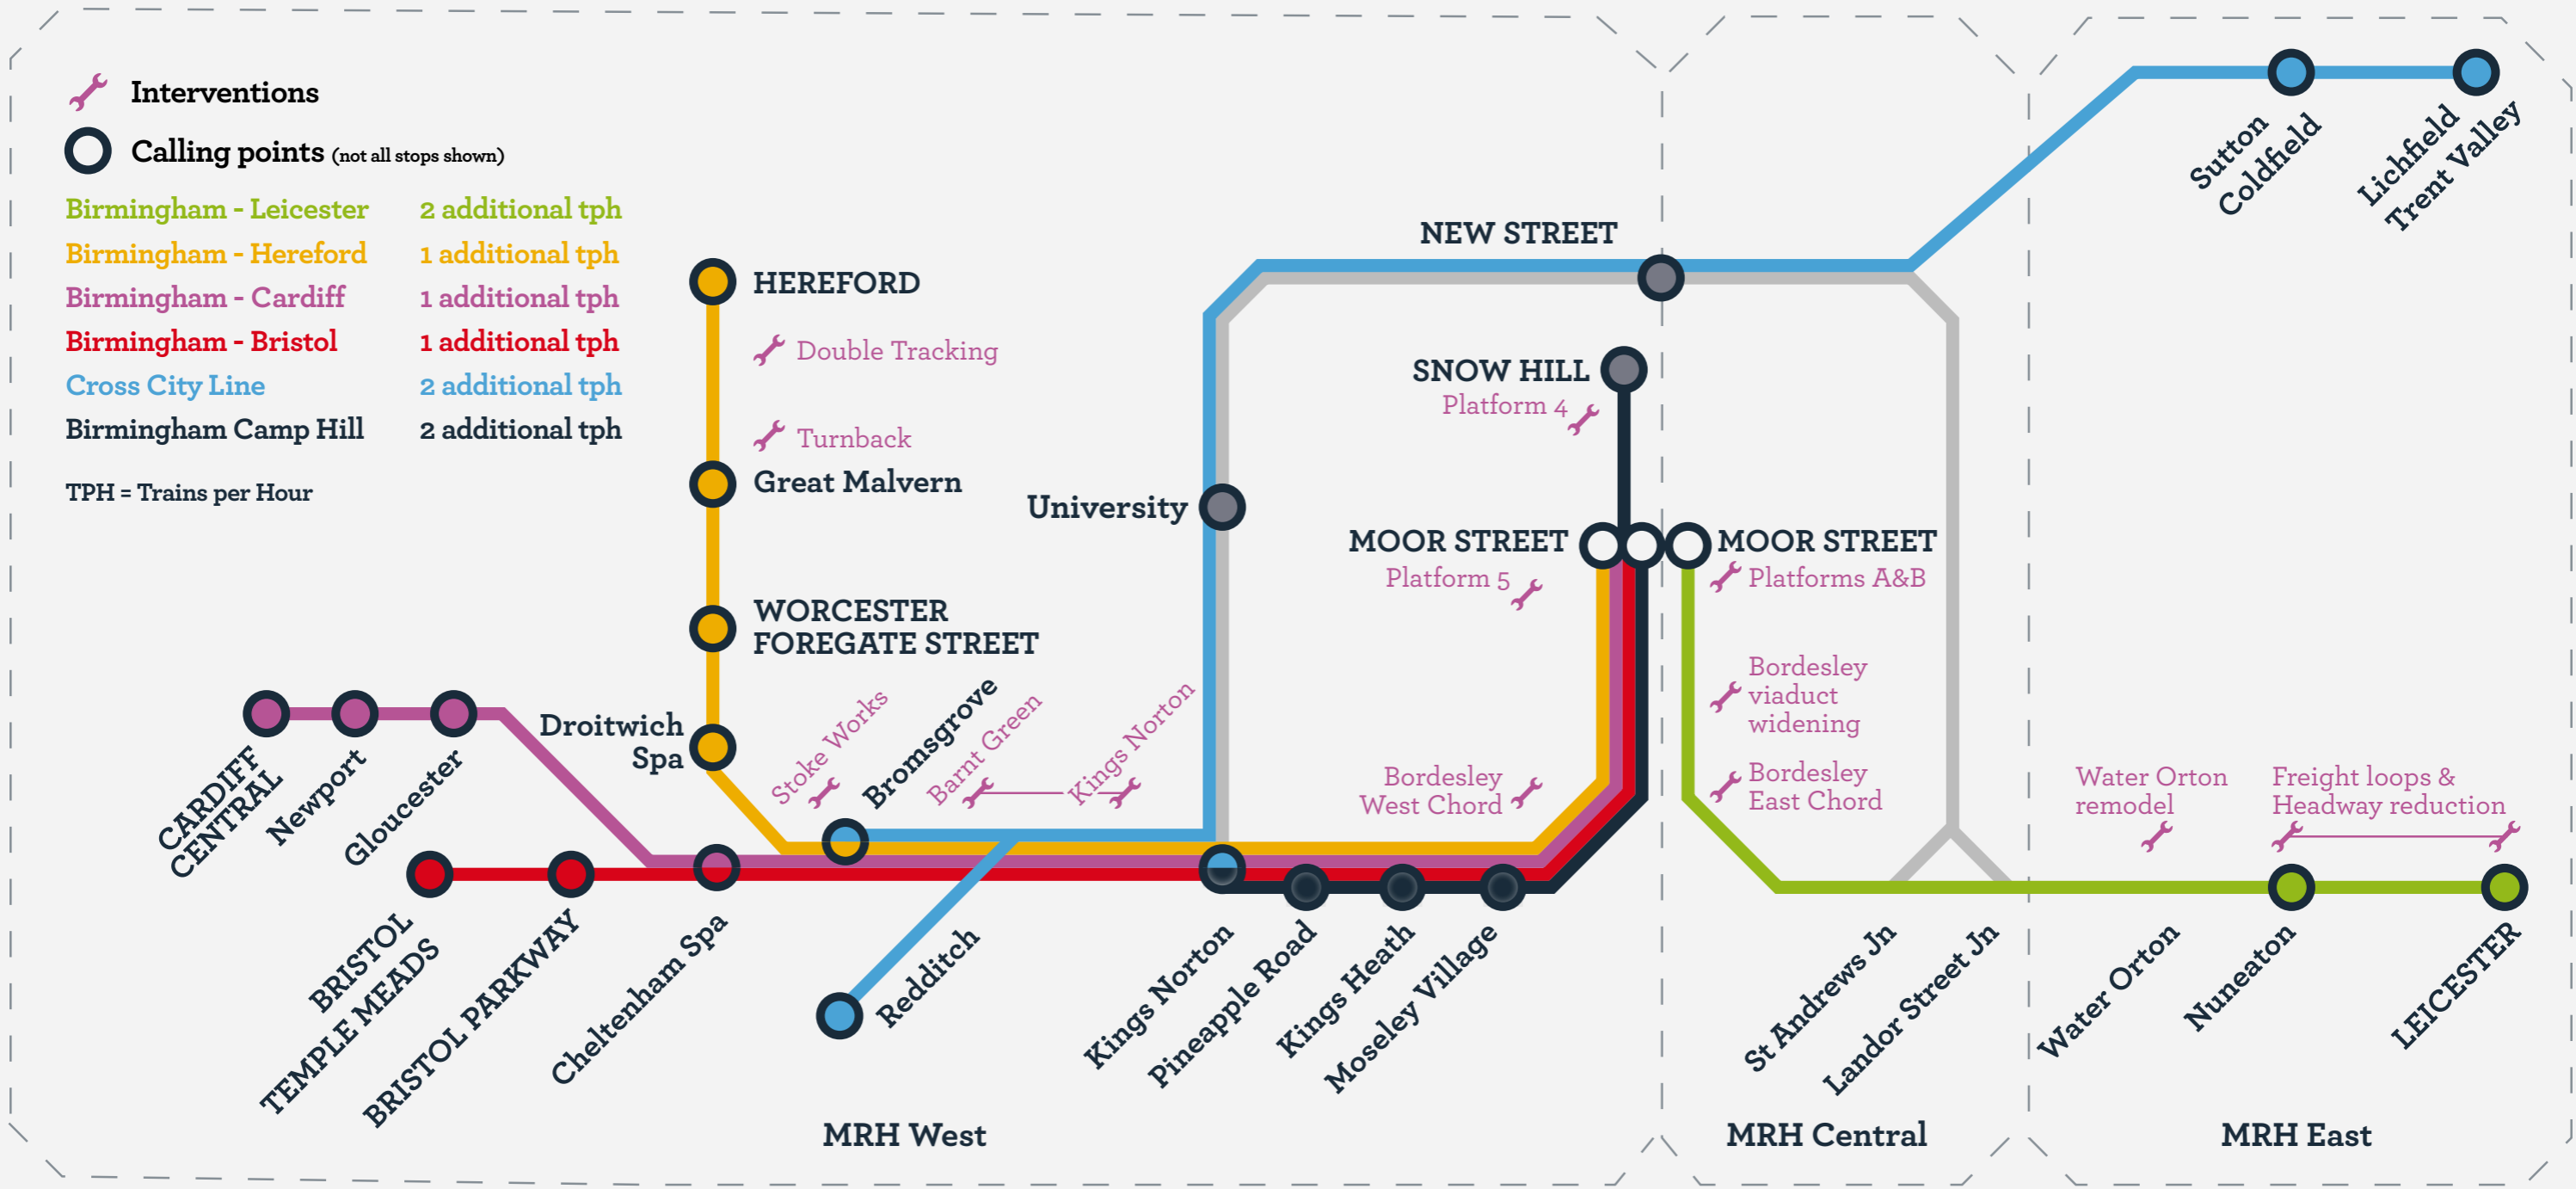 Interventions
Calling points (not all stops shown)
Birmingham - Leicester 2 additional tph
Birmingham - Hereford 1 additional tph
Birmingham - Cardiff 1 additional tph
Birmingham - Bristol 1 additional tph
Cross City Line 2 additional tph
Birmingham Camp Hill 2 additional tph
TPH = Trains per Hour
HEREFORD
Double Tracking
Turnback
Great Malvern
WORCESTER
FOREGATE STREET
Droitwich
Spa
Stoke Works
Bromsgrove
Barnt Green
Kings Norton
CARDIFF
CENTRAL
Newport
Gloucester
BRISTOL
TEMPLE MEADS
BRISTOL PARKWAY
Cheltenham Spa
Redditch
University
NEW STREET
SNOW HILL
Platform 4
MOOR STREET
Platform 5
Bordesley
West Chord
Kings Norton
Pineapple Road
Kings Heath
Moseley Village
MOOR STREET
Platforms A&B
Bordesley
viaduct
widening
Bordesley
East Chord
St Andrews Jn
Landor Street Jn
Sutton
Coldfield
Lichfield
Trent Valley
Water Orton
remodel
Freight loops &
Headway reduction
Water Orton
Nuneaton
LEICESTER
MRH West
MRH Central
MRH East